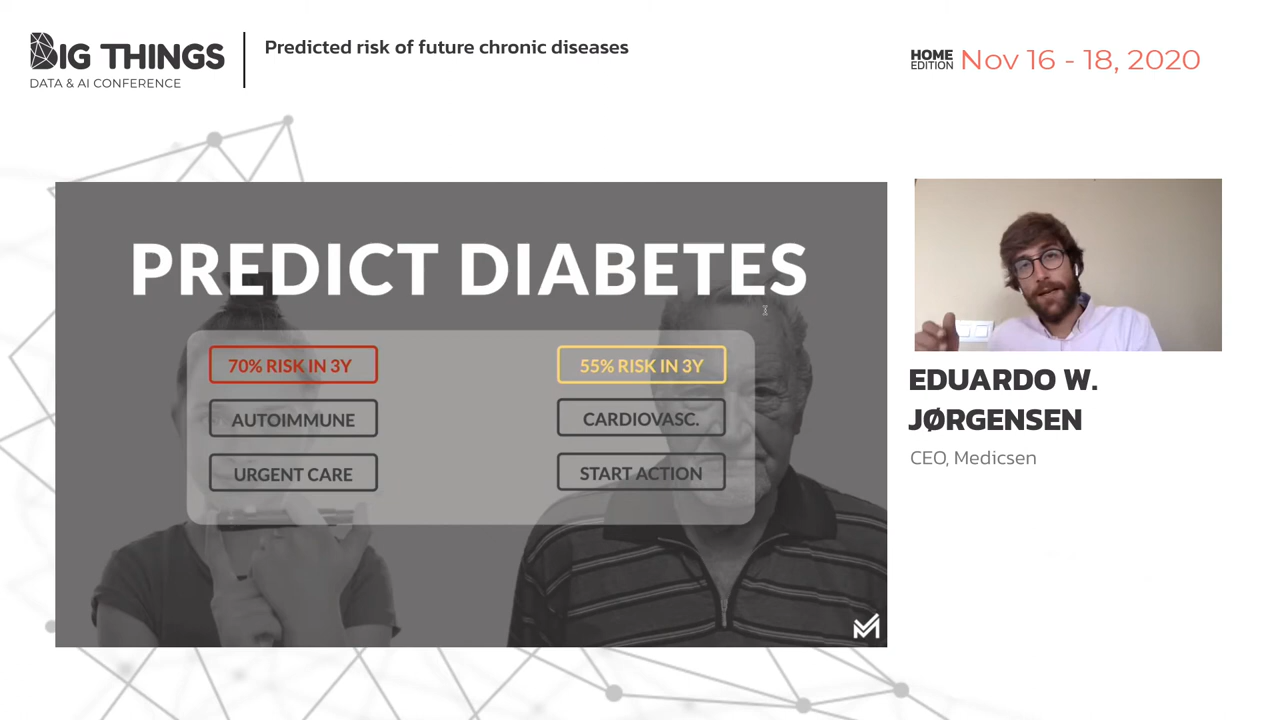 BIG THINGS
DATA & AI CONFERENCE
Predicted risk of future chronic diseases
HOME
EDITION
Nov 16 - 18, 2020
PREDICT DIABETES
70% RISK IN 3Y
55% RISK IN 3Y
AUTOIMMUNE
CARDIOVASC.
URGENT CARE
START ACTION
EDUARDO W.
JØRGENSEN
CEO, Medicsen